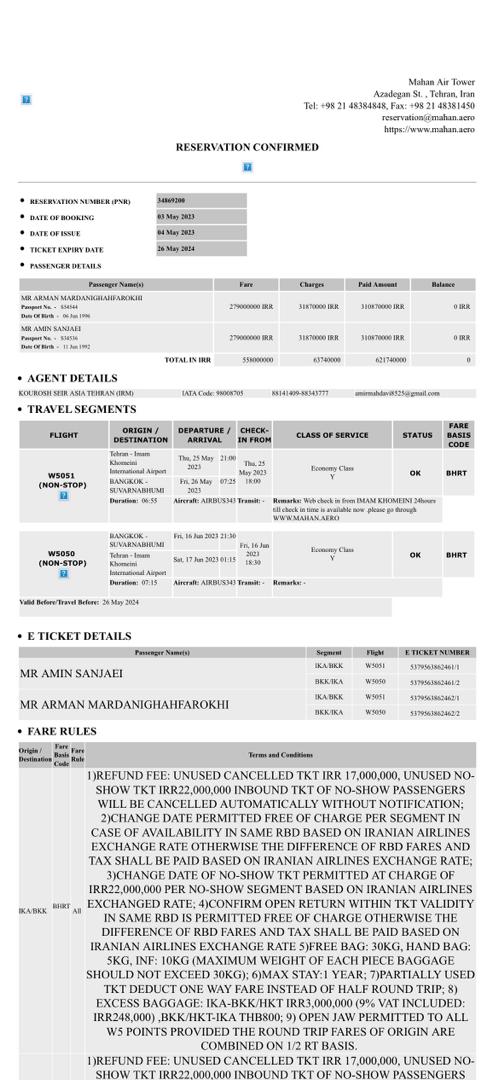 Mahan Air Tower
Azadegan St. , Tehran, Iran
Tel: +98 21 48384848, Fax: +98 21 48381450
reservation@mahan.aero
https://www.mahan.aero
RESERVATION CONFIRMED
RESERVATION NUMBER (PNR) 34869200
DATE OF BOOKING 03 May 2023
DATE OF ISSUE 04 May 2023
TICKET EXPIRY DATE 26 May 2024
PASSENGER DETAILS
Passenger Name(s) Fare Charges Paid Amount Balance
MR ARMAN MARDANIGHAHFAROKHI
Passport No. - S54544 279000000 IRR 31870000 IRR 310870000 IRR 0 IRR
Date Of Birth - 06 Jun 1996
MR AMIN SANJAEI
Passport No. - S34536 279000000 IRR 31870000 IRR 310870000 IRR 0 IRR
Date Of Birth - 11 Jun 1992
TOTAL IN IRR 558000000 63740000 621740000 0
AGENT DETAILS
KOUROSH SEIR ASIA TEHRAN (IRM) IATA Code: 98008705 88141409-88343777 amirmahdavi8525@gmail.com
TRAVEL SEGMENTS
FLIGHT ORIGIN / DESTINATION DEPARTURE / ARRIVAL CHECK-IN FROM CLASS OF SERVICE STATUS FARE BASIS CODE
W5051
(NON-STOP)
Tehran - Imam
Khomeini
International Airport
Thu, 25 May 2023 21:00
BANGKOK -
SUVARNABHUMI
Fri, 26 May 2023 07:25
Thu, 25 May 2023 18:00
Economy Class
Y
OK
BHRT
Duration: 06:55 Aircraft: AIRBUS343 Transit: - Remarks: Web check in from IMAM KHOMEINI 24hours
till check in time is available now .please go through
WWW.MAHAN.AERO
W5050
(NON-STOP)
BANGKOK -
SUVARNABHUMI
Fri, 16 Jun 2023 21:30
Tehran - Imam
Khomeini
International Airport
Sat, 17 Jun 2023 01:15
Fri, 16 Jun 2023 18:30
Economy Class
Y
OK
BHRT
Duration: 07:15 Aircraft: AIRBUS343 Transit: - Remarks: -
Valid Before/Travel Before: 26 May 2024
E TICKET DETAILS
Passenger Name(s) Segment Flight E TICKET NUMBER
MR AMIN SANJAEI
IKA/BKK W5051 5379563862461/1
BKK/IKA W5050 5379563862461/2
MR ARMAN MARDANIGHAHFAROKHI
IKA/BKK W5051 5379563862462/1
BKK/IKA W5050 5379563862462/2
FARE RULES
Origin / Destination Fare Basis Code Fare Rule Terms and Conditions
IKA/BKK BHRT All
1)REFUND FEE: UNUSED CANCELLED TKT IRR 17,000,000, UNUSED NO-
SHOW TKT IRR22,000,000 INBOUND TKT OF NO-SHOW PASSENGERS
WILL BE CANCELLED AUTOMATICALLY WITHOUT NOTIFICATION;
2)CHANGE DATE PERMITTED FREE OF CHARGE PER SEGMENT IN
CASE OF AVAILABILITY IN SAME RBD BASED ON IRANIAN AIRLINES
EXCHANGE RATE OTHERWISE THE DIFFERENCE OF RBD FARES AND
TAX SHALL BE PAID BASED ON IRANIAN AIRLINES EXCHANGE RATE;
3)CHANGE DATE OF NO-SHOW TKT PERMITTED AT CHARGE OF
IRR22,000,000 PER NO-SHOW SEGMENT BASED ON IRANIAN AIRLINES
EXCHANGED RATE; 4)CONFIRM OPEN RETURN WITHIN TKT VALIDITY
IN SAME RBD IS PERMITTED FREE OF CHARGE OTHERWISE THE
DIFFERENCE OF RBD FARES AND TAX SHALL BE PAID BASED ON
IRANIAN AIRLINES EXCHANGE RATE 5)FREE BAG: 30KG, HAND BAG:
5KG, INF: 10KG (MAXIMUM WEIGHT OF EACH PIECE BAGGAGE
SHOULD NOT EXCEED 30KG); 6)MAX STAY:1 YEAR; 7)PARTIALLY USED
TKT DEDUCT ONE WAY FARE INSTEAD OF HALF ROUND TRIP; 8)
EXCESS BAGGAGE: IKA-BKK/HKT IRR3,000,000 (9% VAT INCLUDED:
IRR248,000) ,BKK/HKT-IKA THB800; 9) OPEN JAW PERMITTED TO ALL
W5 POINTS PROVIDED THE ROUND TRIP FARES OF ORIGIN ARE
COMBINED ON 1/2 RT BASIS.
1)REFUND FEE: UNUSED CANCELLED TKT IRR 17,000,000, UNUSED NO-
SHOW TKT IRR22,000,000 INBOUND TKT OF NO-SHOW PASSENGERS